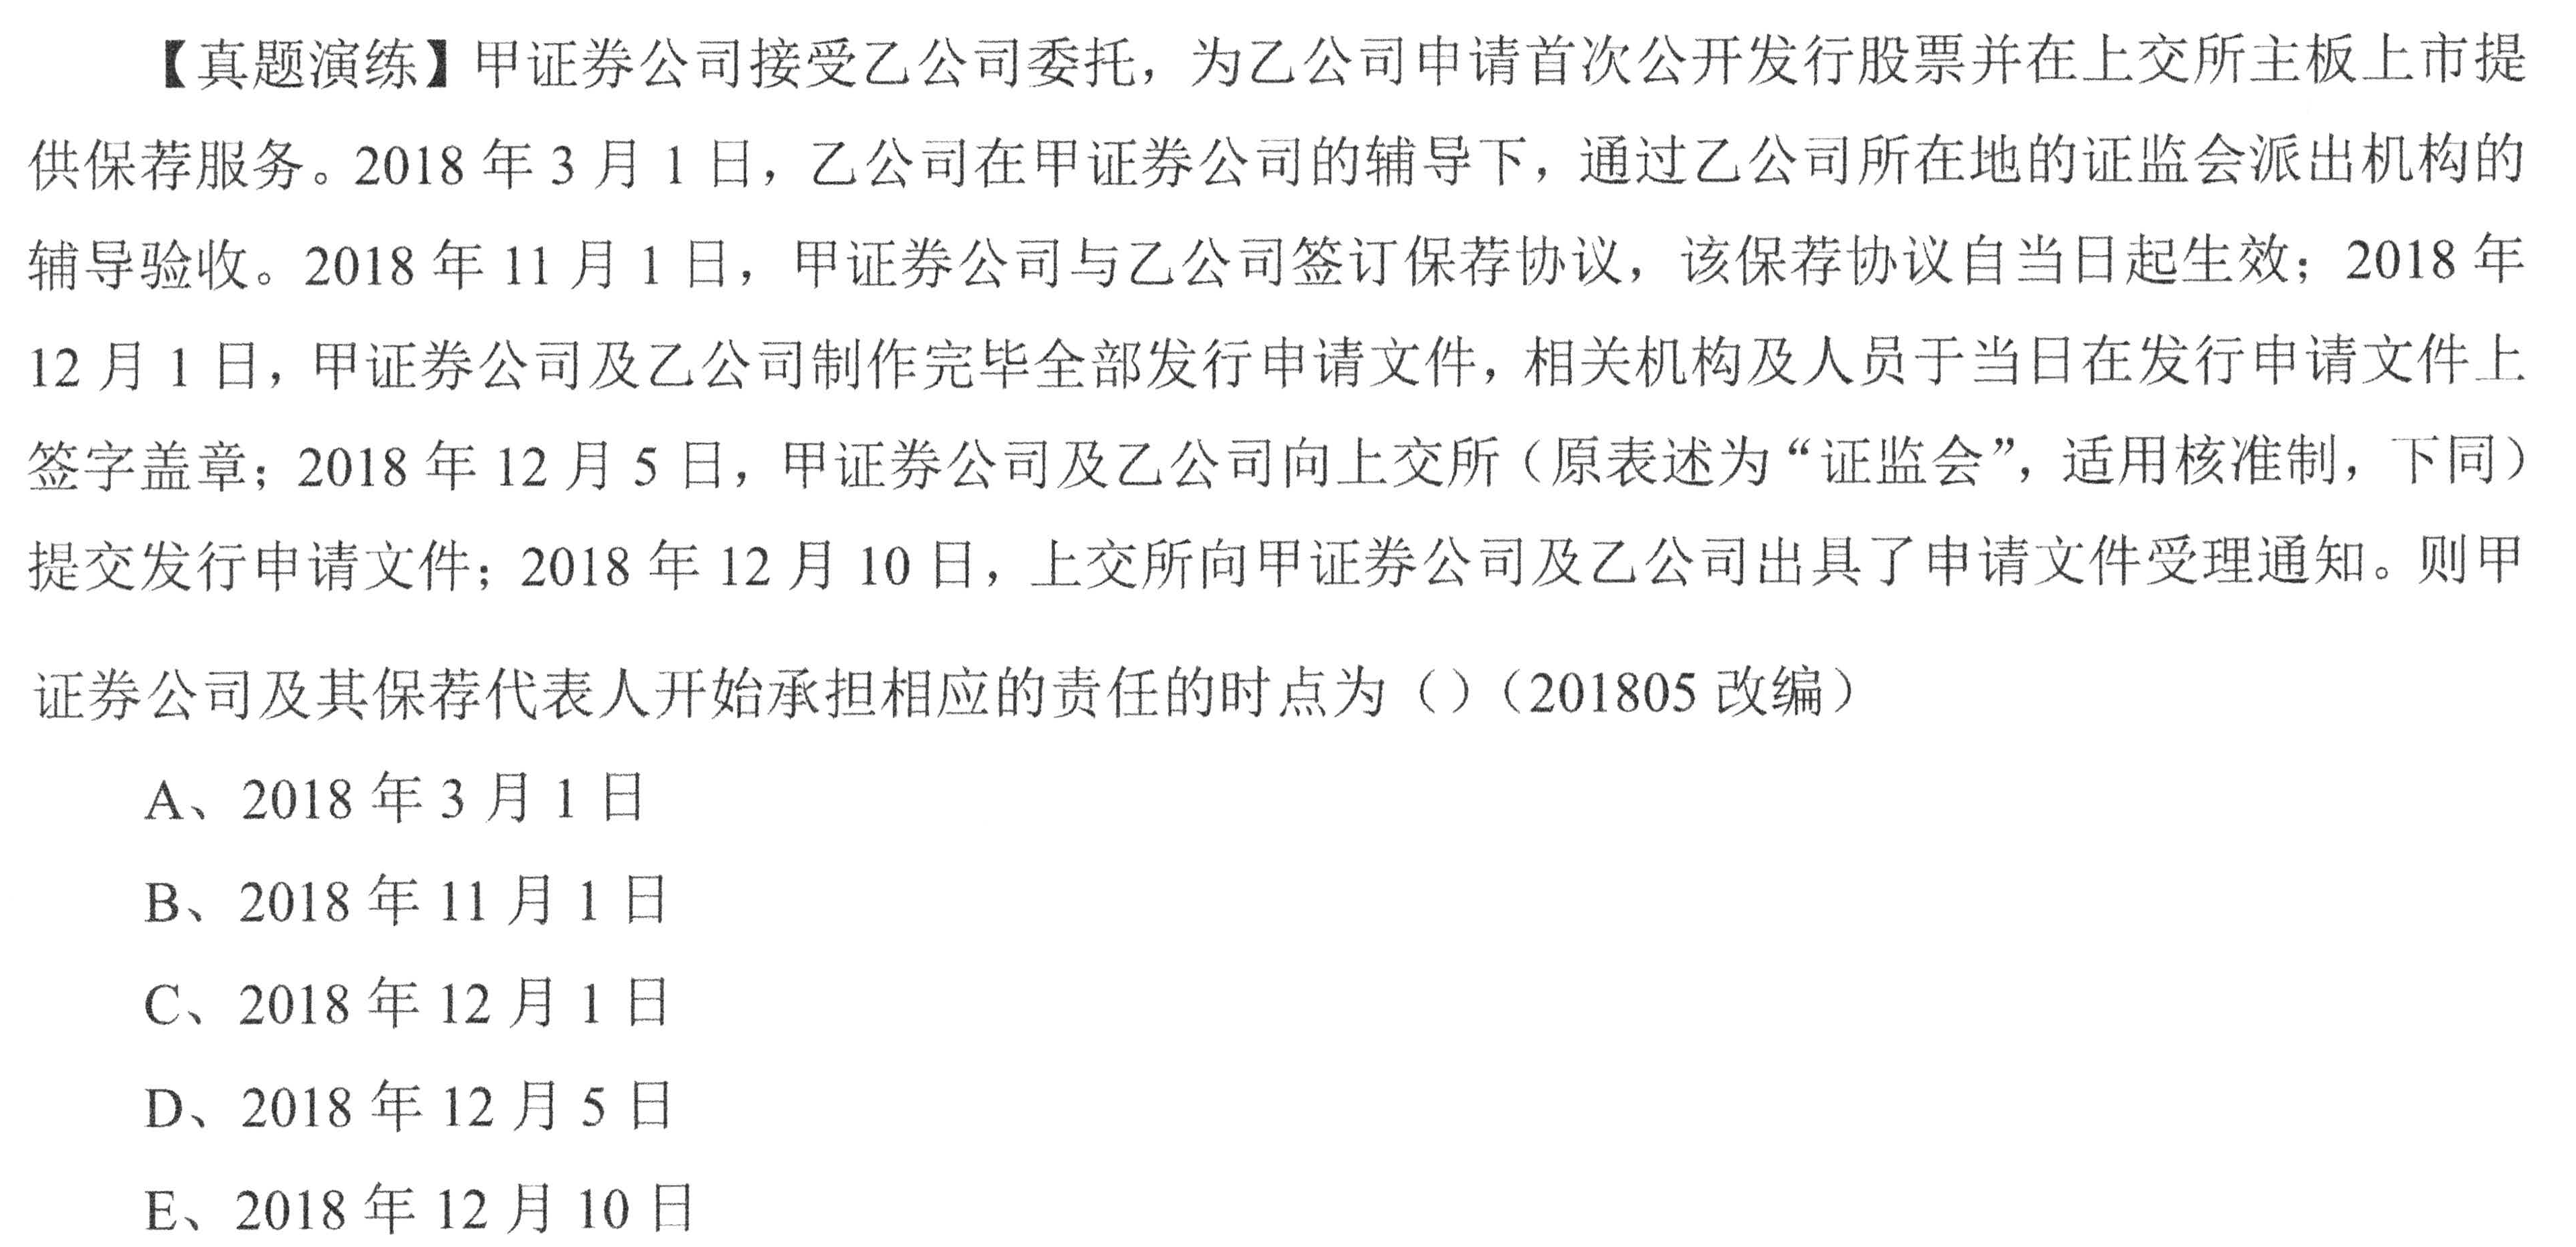 【真题演练】甲证券公司接受乙公司委托，为乙公司申请首次公开发行股票并在上交所主板上市提
供保荐服务。2018 年 3 月 1 日，乙公司在甲证券公司的辅导下，通过乙公司所在地的证监会派出机构的
辅导验收。2018 年 11 月 1 日，甲证券公司与乙公司签订保荐协议，该保荐协议自当日起生效；2018 年
12 月 1 日，甲证券公司及乙公司制作完毕全部发行申请文件，相关机构及人员于当日在发行申请文件上
签字盖章；2018 年 12 月 5 日，甲证券公司及乙公司向上交所（原表述为“证监会”，适用核准制，下同）
提交发行申请文件；2018 年 12 月 10 日，上交所向甲证券公司及乙公司出具了申请文件受理通知。则甲
证券公司及其保荐代表人开始承担相应的责任的时点为（）（201805 改编）
A、2018 年 3 月 1 日
B、2018 年 11 月 1 日
C、2018 年 12 月 1 日
D、2018 年 12 月 5 日
E、2018 年 12 月 10 日